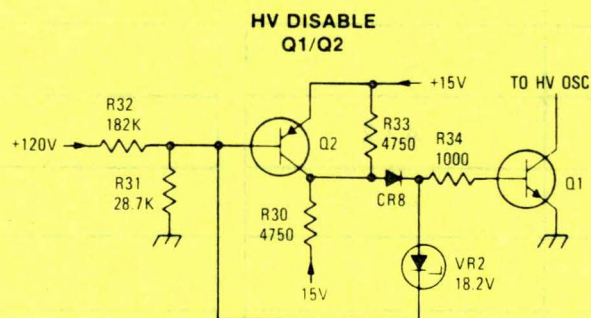 HV DISABLE
Q1/Q2
+15V
TO HV OSC
R32
182K
+120V
R31
28.7K
Q2
R33
4750
R34
1000
Q1
CR8
R30
4750
15V
VR2
18.2V